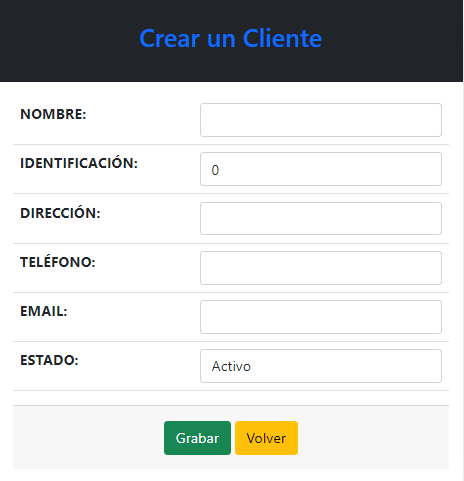 Crear un Cliente
NOMBRE:
IDENTIFICACIÓN: 0
DIRECCIÓN:
TELÉFONO:
EMAIL:
ESTADO: Activo
Grabar Volver